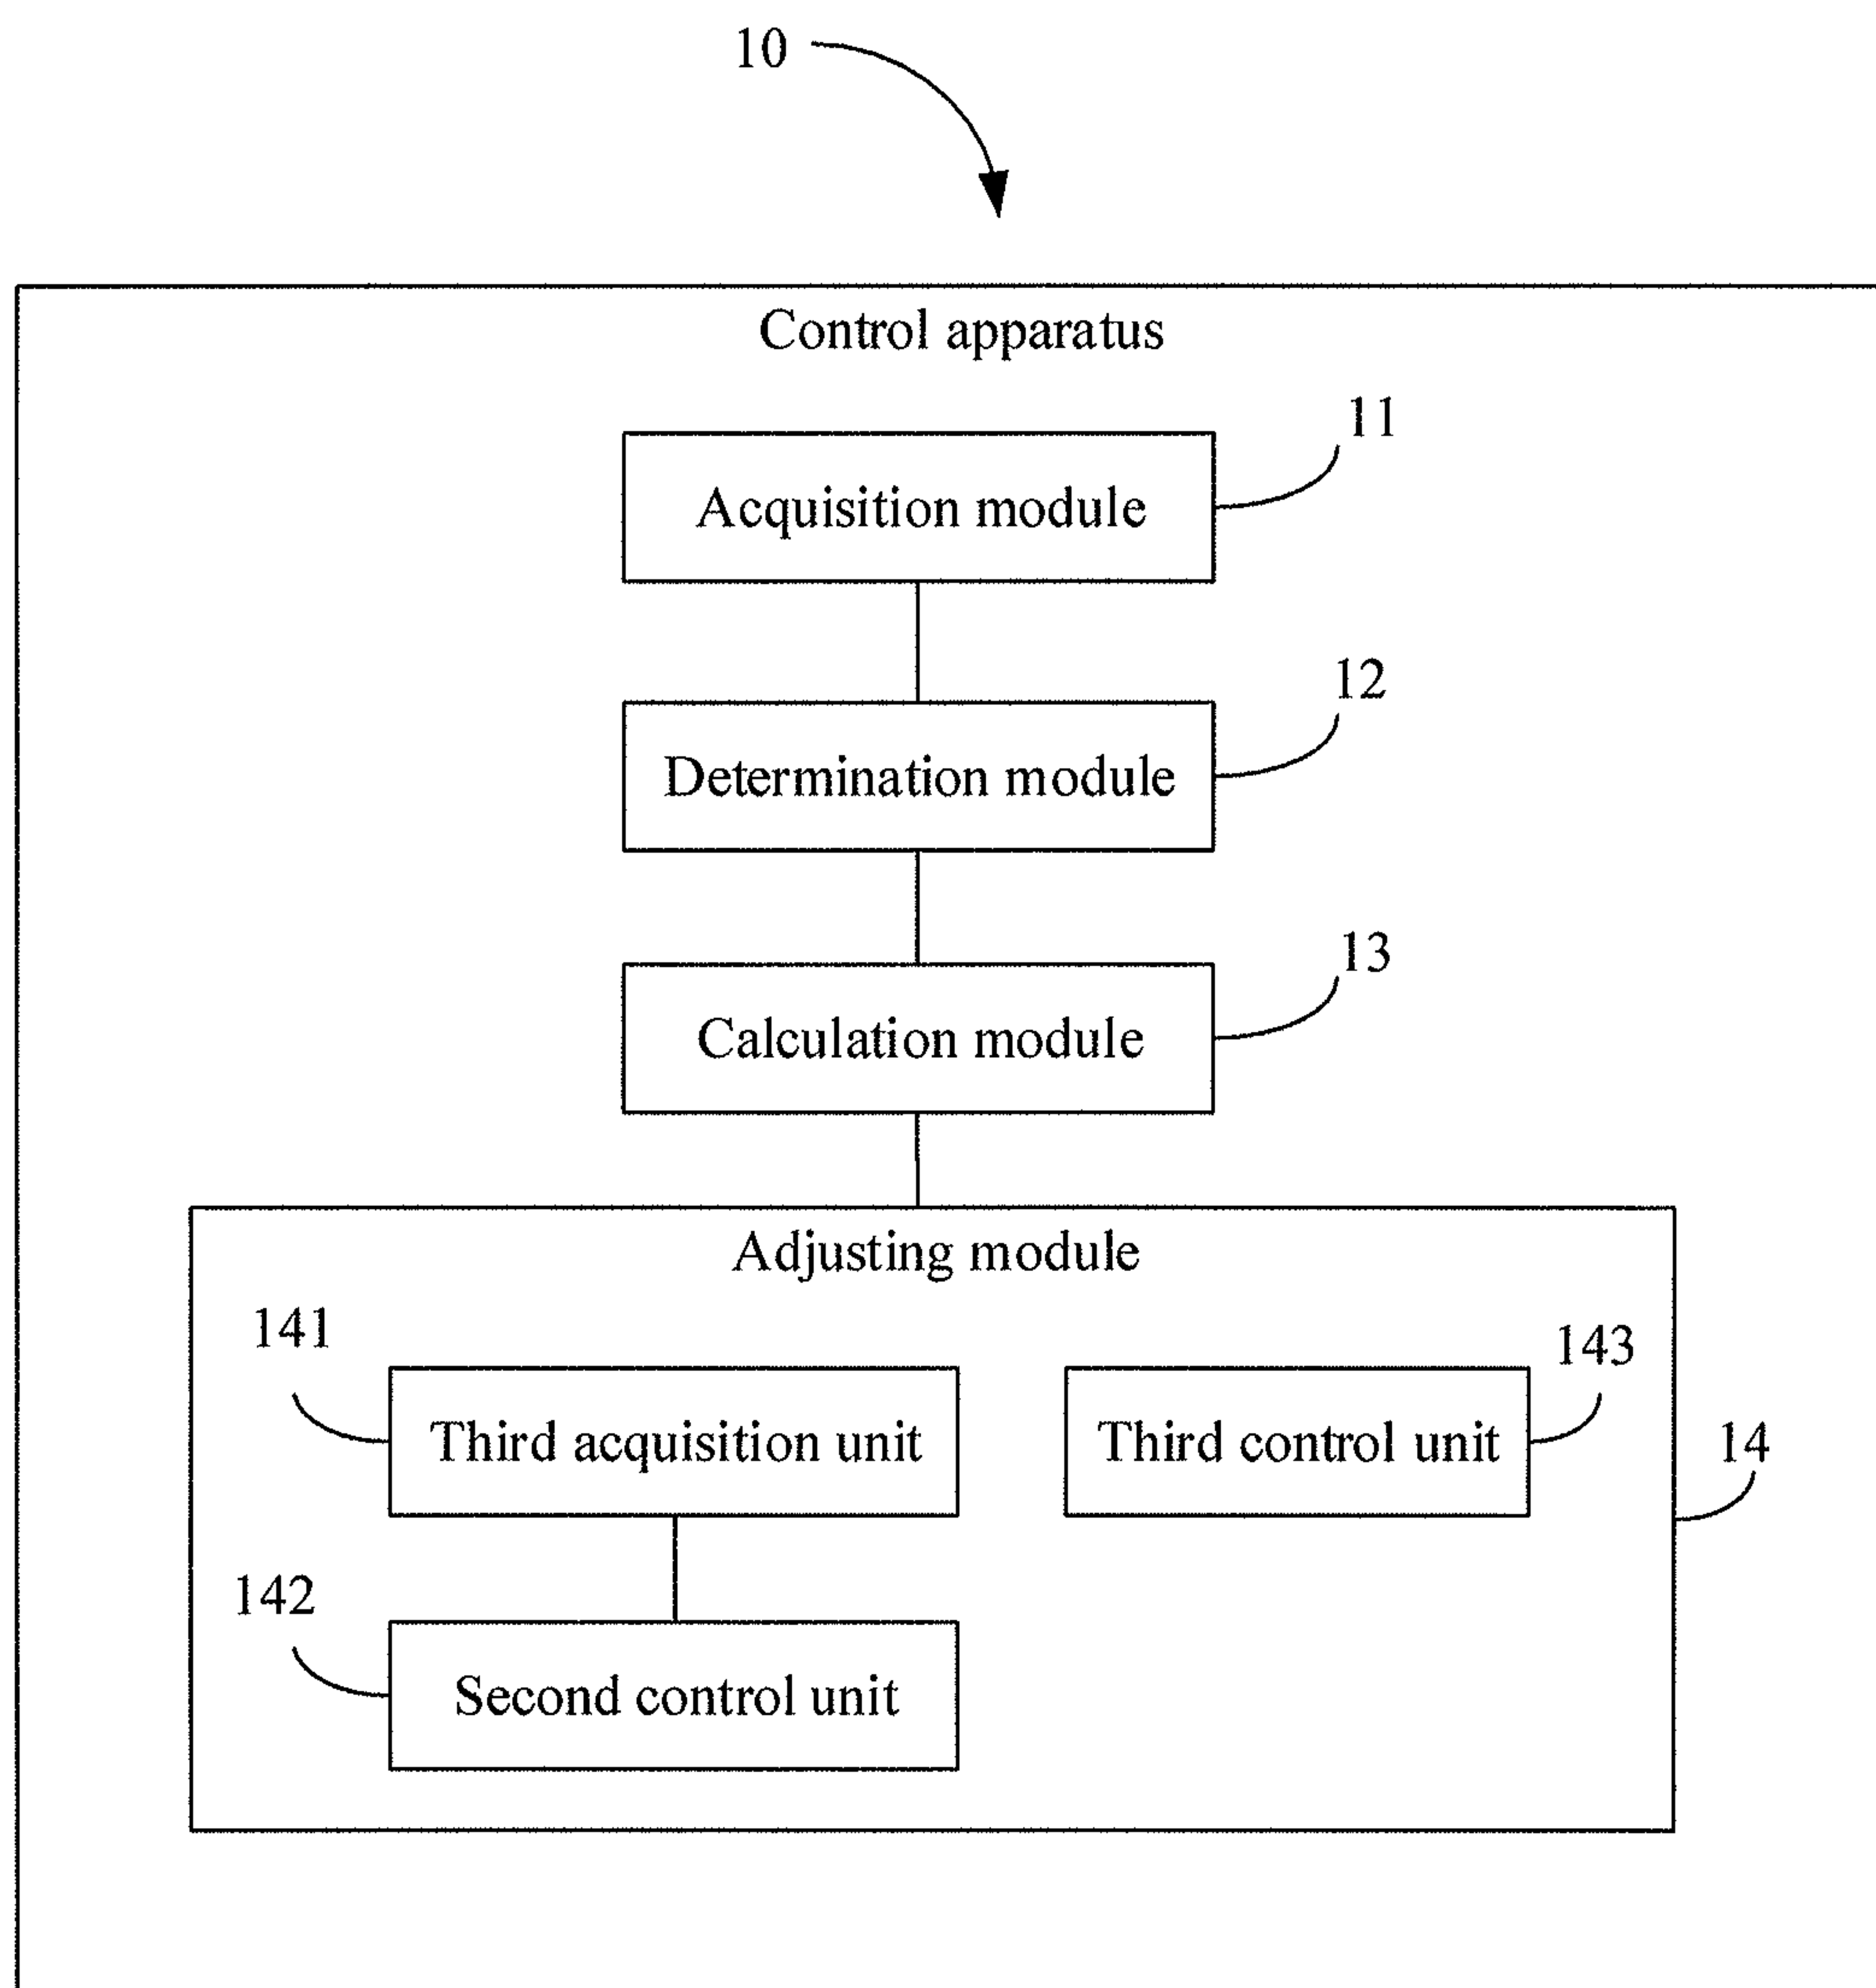 10
Control apparatus
11
Acquisition module
12
Determination module
13
Calculation module
Adjusting module
141
143
Third acquisition unit
Third control unit
14
142
Second control unit